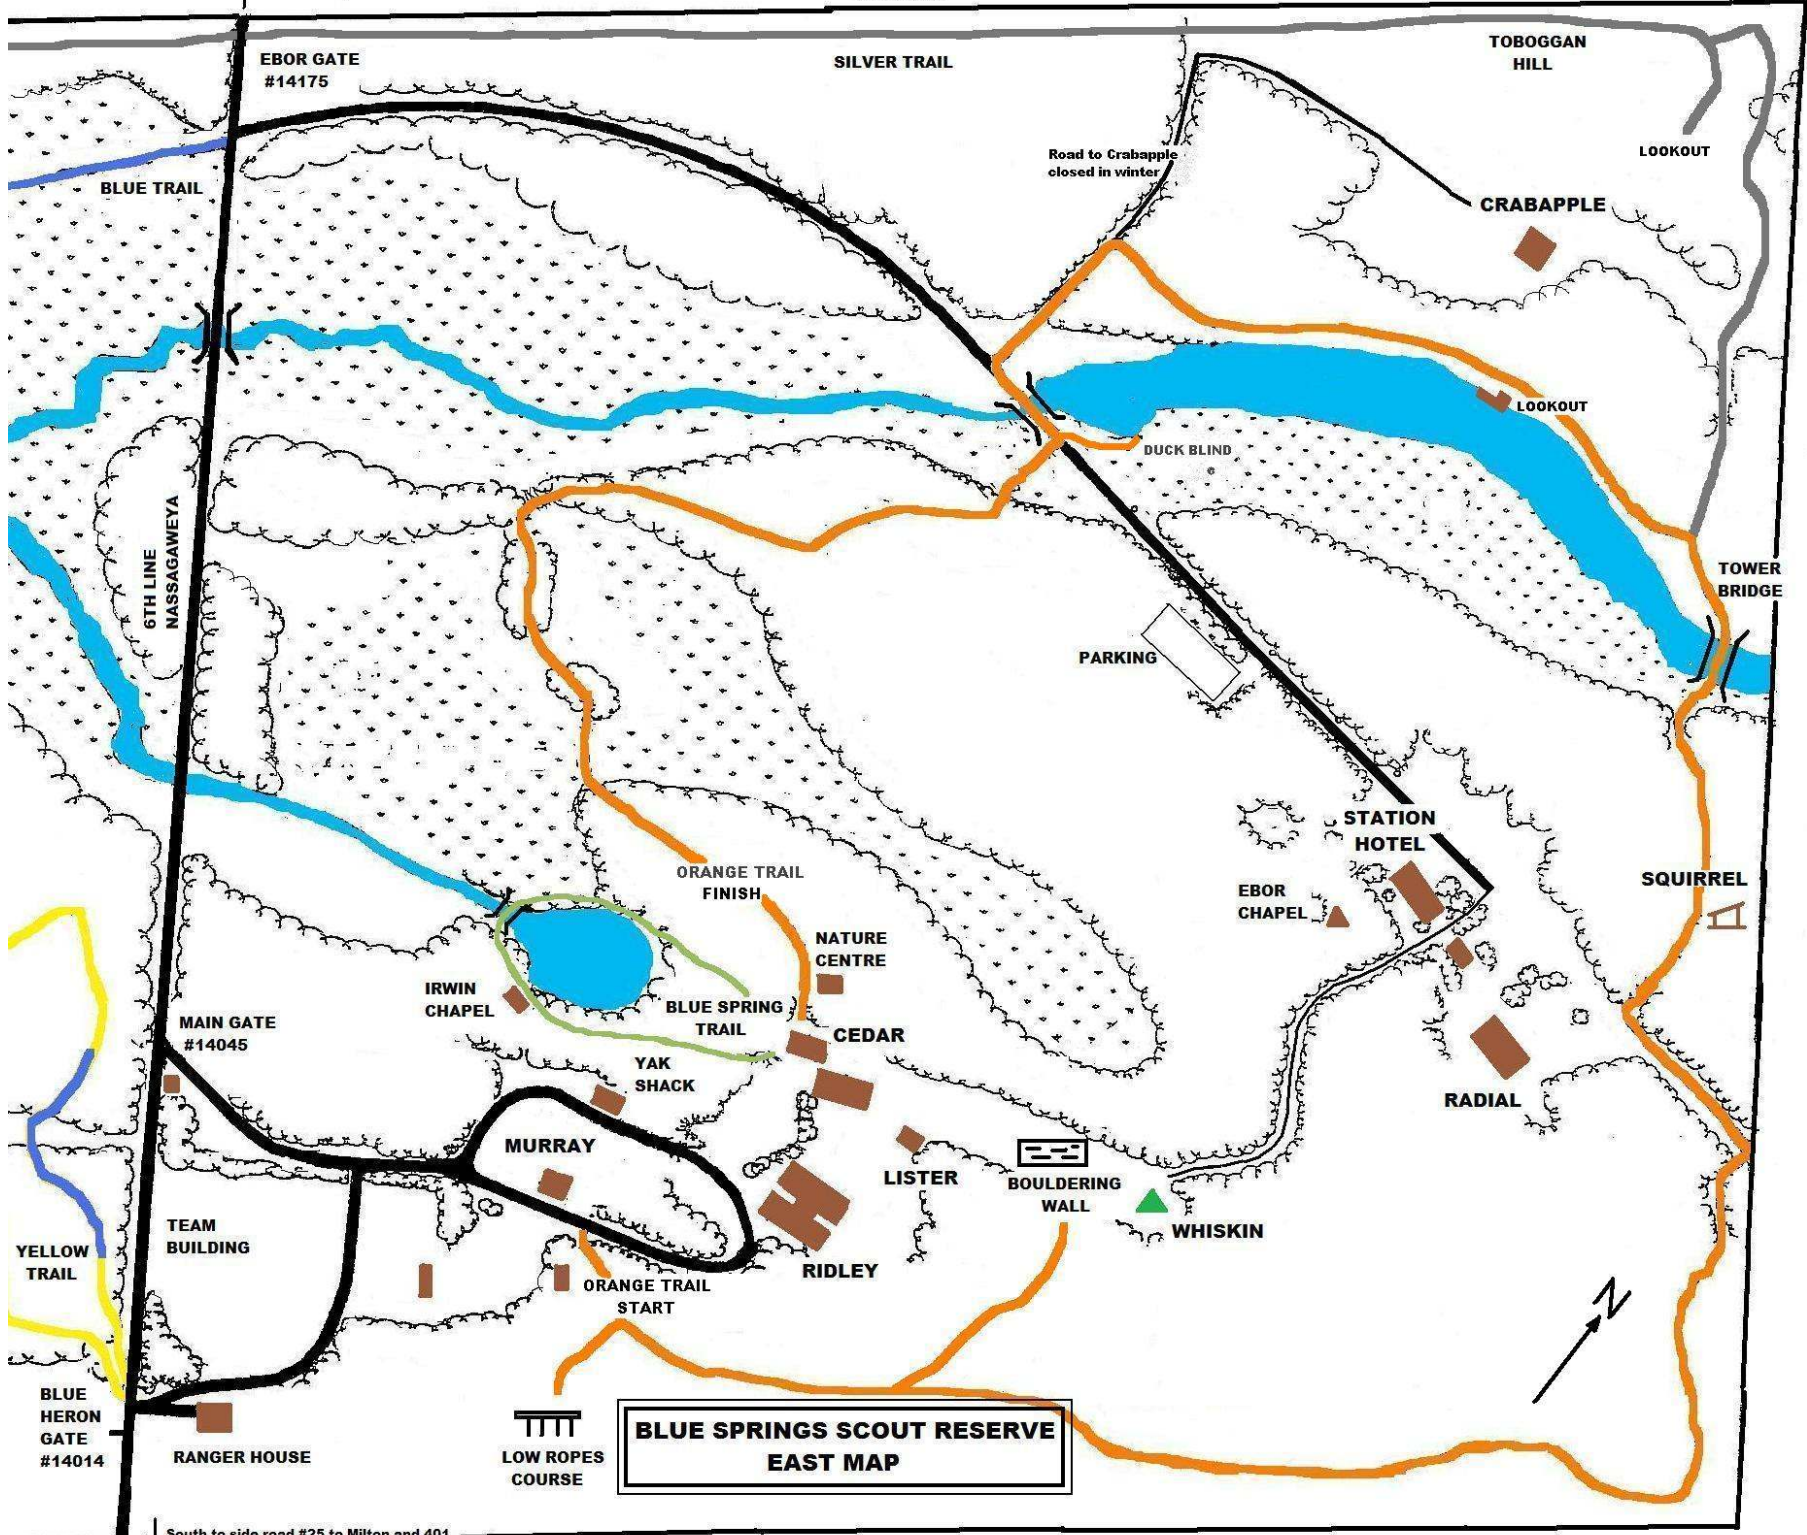 EBOR GATE
#14175
SILVER TRAIL
TOBOGGAN
HILL
LOOKOUT
Road to Crabapple
closed in winter
BLUE TRAIL
CRABAPPLE
LOOKOUT
DUCK BLIND
6TH LINE
NASSAGAWEYA
TOWER
BRIDGE
PARKING
STATION
HOTEL
ORANGE TRAIL
FINISH
EBOR
CHAPEL
SQUIRREL
NATURE
CENTRE
IRWIN
CHAPEL
BLUE SPRING
TRAIL
MAIN GATE
#14045
CEDAR
YAK
SHACK
RADIAL
MURRAY
LISTER
BOULDERING
WALL
WHISKIN
TEAM
BUILDING
YELLOW
TRAIL
RIDLEY
ORANGE TRAIL
START
N
BLUE
HERON
GATE
#14014
RANGER HOUSE
LOW ROPES
COURSE
BLUE SPRINGS SCOUT RESERVE
EAST MAP
South to side road #25 to Milton and 401